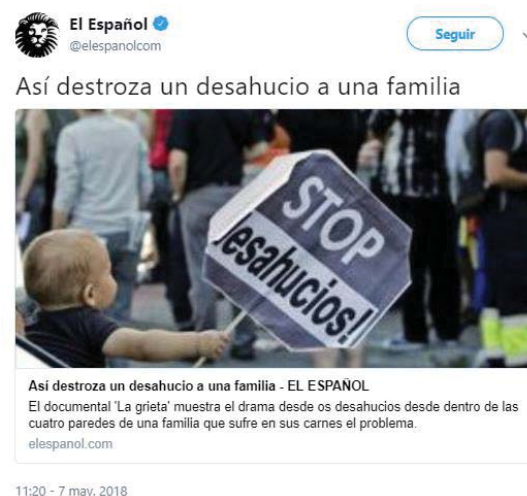 El Español
@elespanolcom
Seguir
Así destroza un desahucio a una familia
STOP
desahucios!
Así destroza un desahucio a una familia - EL ESPAÑOL
El documental 'La grieta' muestra el drama desde os desahucios desde dentro de las
cuatro paredes de una familia que sufre en sus carnes el problema.
elespanol.com
11:20 - 7 may. 2018